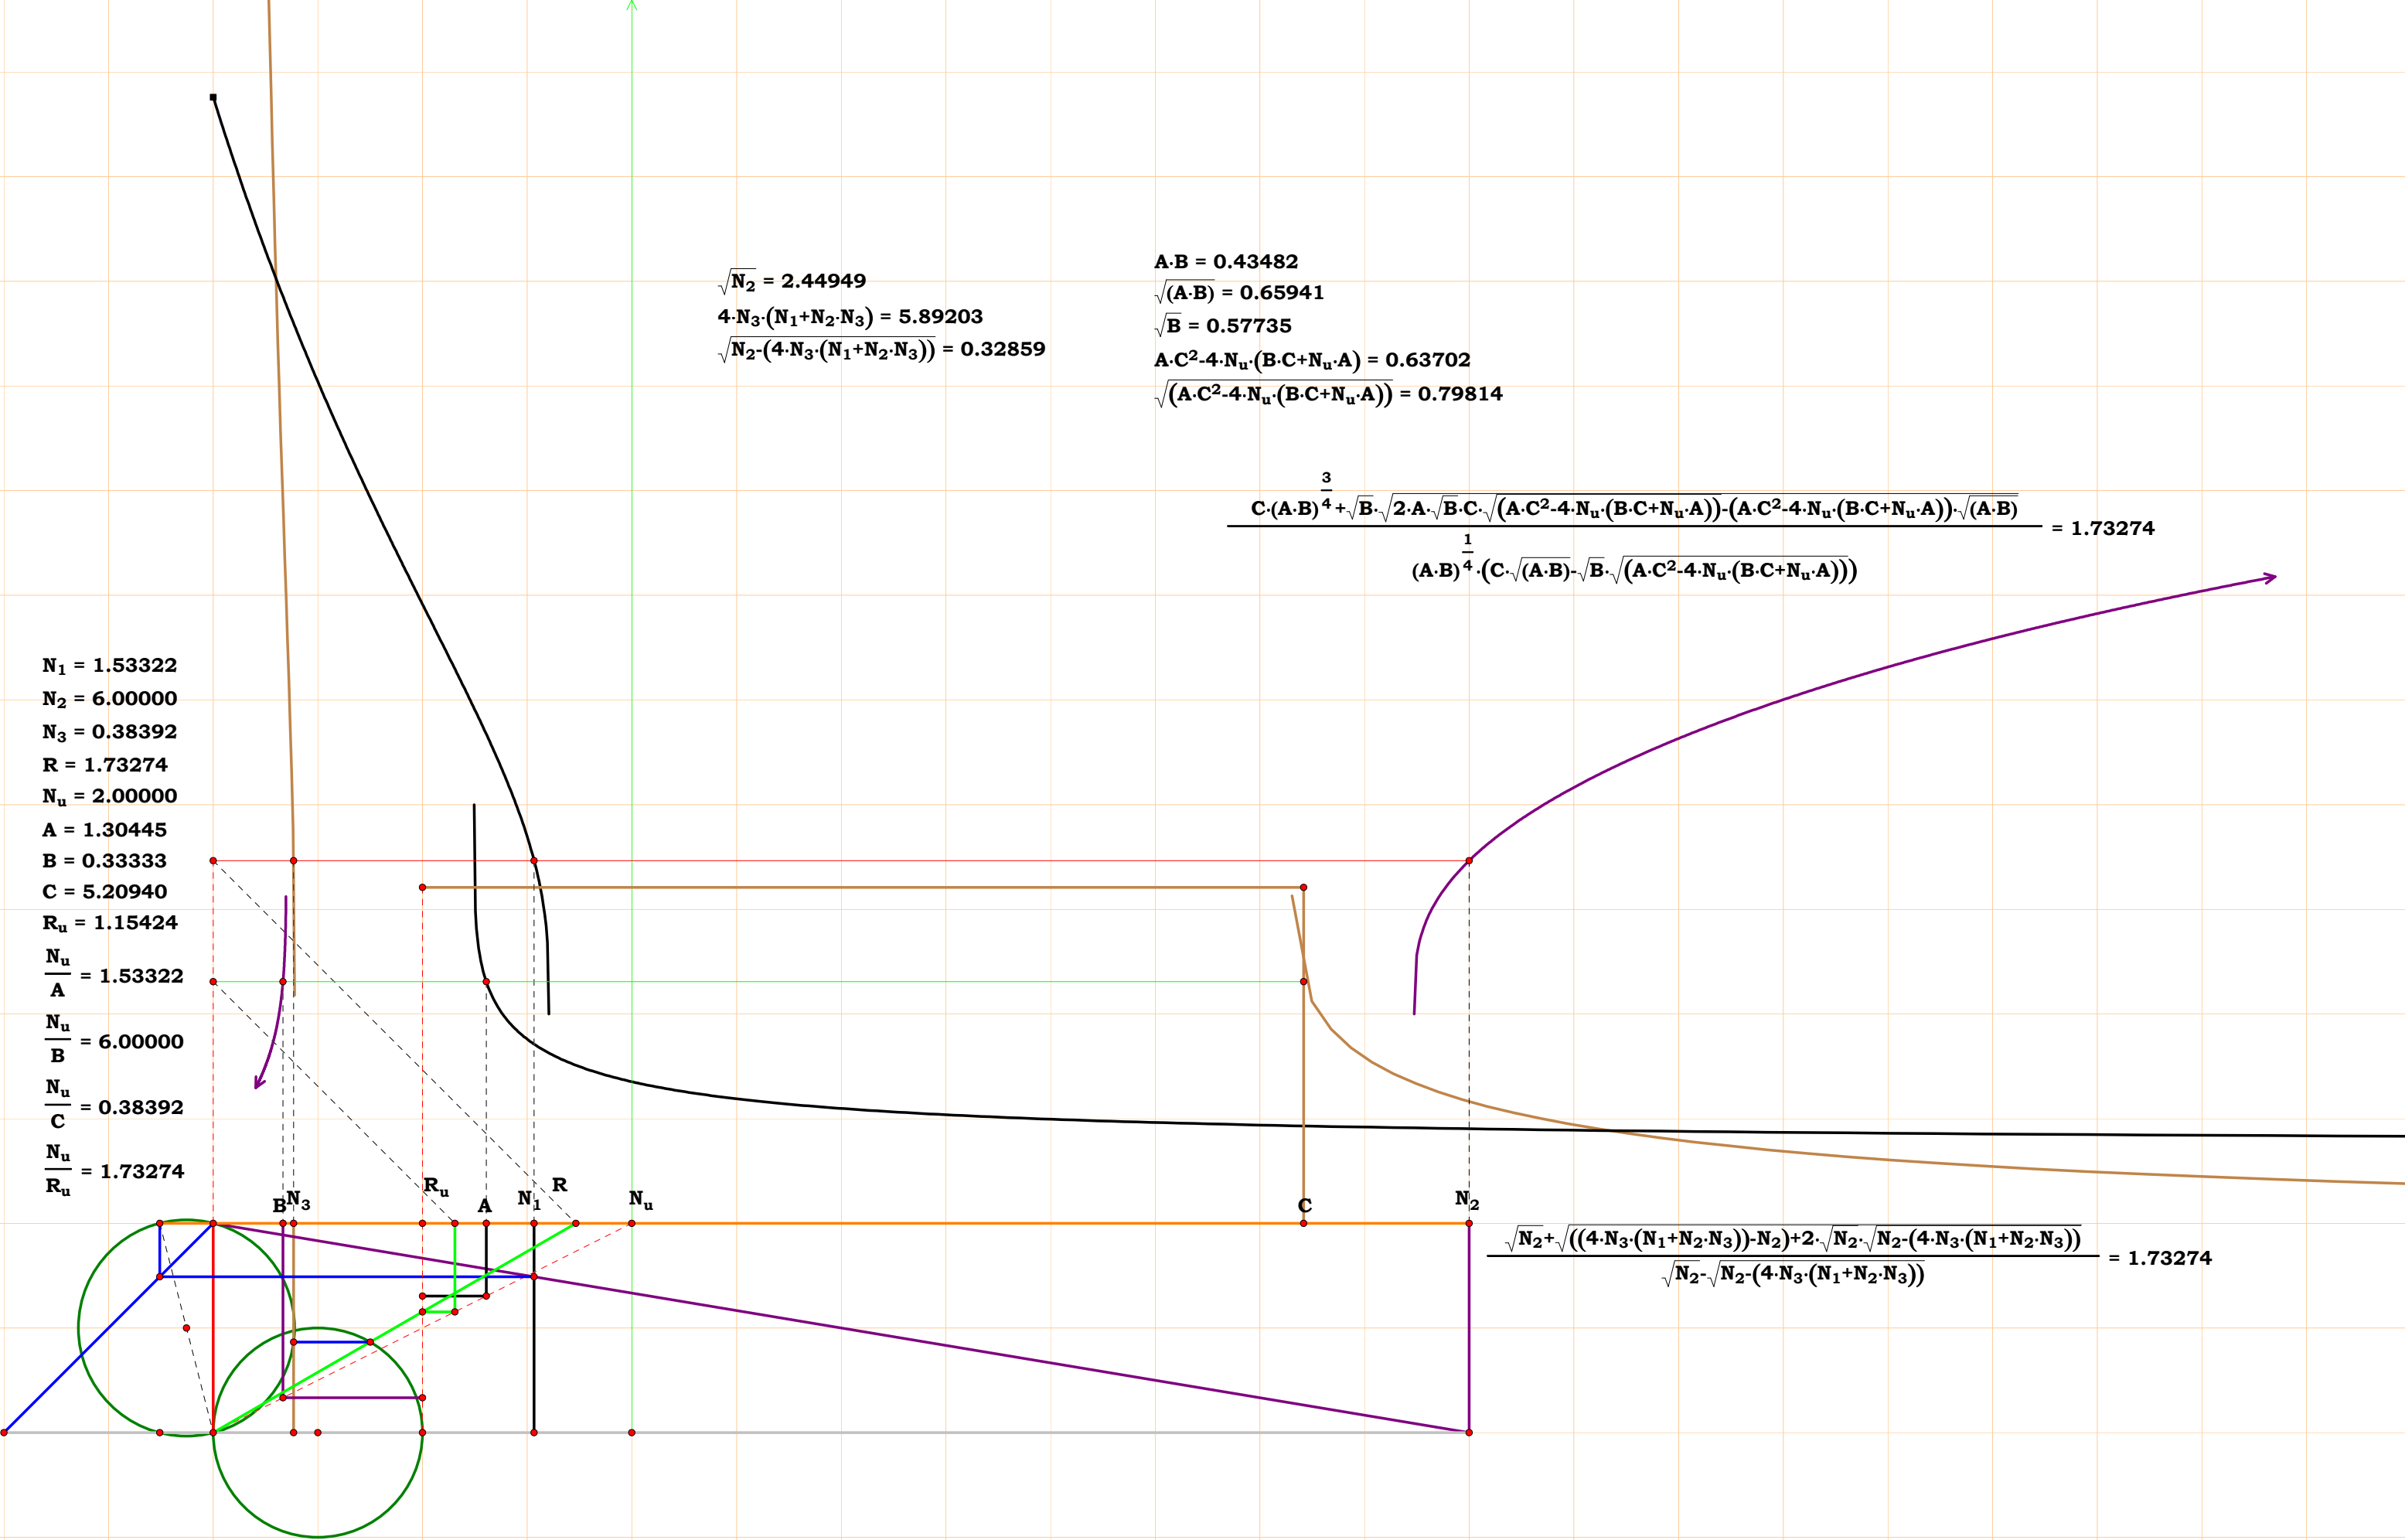 √N₂ = 2.44949
4·N₃·(N₁+N₂·N₃) = 5.89203
√(N₂-(4·N₃·(N₁+N₂·N₃))) = 0.32859
A·B = 0.43482
√(A·B) = 0.65941
√B = 0.57735
A·C²-4·Nᵤ·(B·C+Nᵤ·A) = 0.63702
√(A·C²-4·Nᵤ·(B·C+Nᵤ·A)) = 0.79814
C·(A·B)^(3/4)+√B·√(2·A·√B·C·√(A·C²-4·Nᵤ·(B·C+Nᵤ·A))-(A·C²-4·Nᵤ·(B·C+Nᵤ·A))·√(A·B))
= 1.73274
(A·B)^(1/4)·(C·√(A·B)-√B·√(A·C²-4·Nᵤ·(B·C+Nᵤ·A)))
N₁ = 1.53322
N₂ = 6.00000
N₃ = 0.38392
R = 1.73274
Nᵤ = 2.00000
A = 1.30445
B = 0.33333
C = 5.20940
Rᵤ = 1.15424
Nᵤ/A = 1.53322
Nᵤ/B = 6.00000
Nᵤ/C = 0.38392
Nᵤ/Rᵤ = 1.73274
B N₃ Rᵤ A N₁ R Nᵤ C N₂
√N₂+√(((4·N₃·(N₁+N₂·N₃))-N₂)+2·√N₂·√(N₂-(4·N₃·(N₁+N₂·N₃))))
= 1.73274
√N₂-√(N₂-(4·N₃·(N₁+N₂·N₃)))